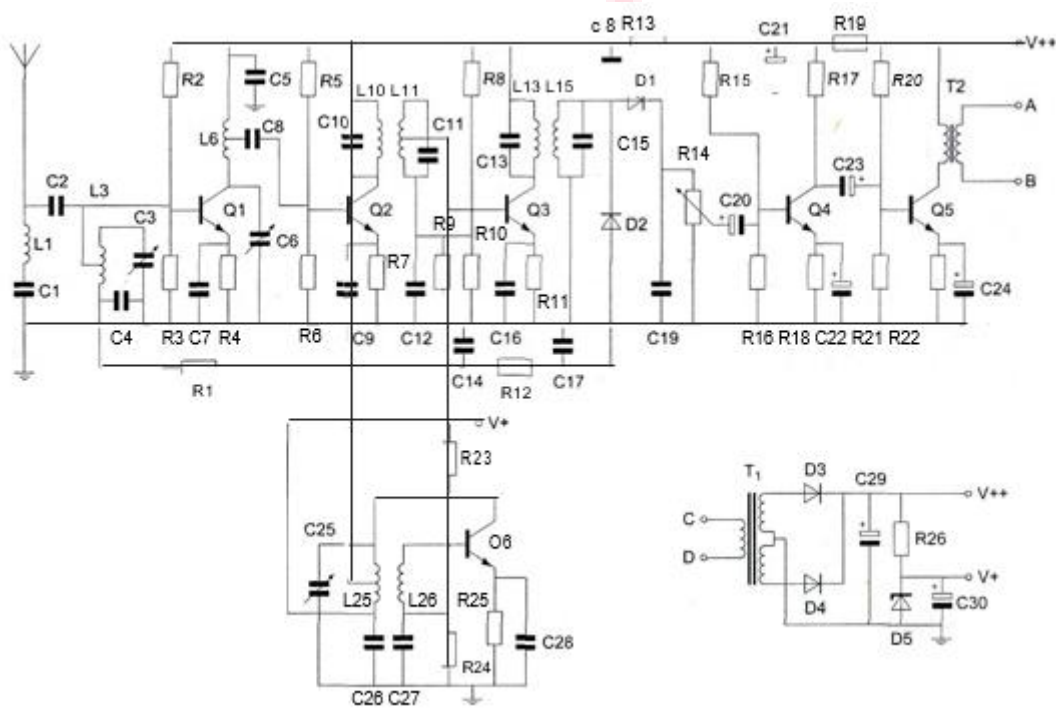 c 8 R13 C21 R19
V++
R2 C5 R5 R8 D1 R15 R17 R20 T2
L10 L11 L13 L15
L6 C8 C10 C11 C15 A
C13 R14 C23
C2 L3 C20 B
C3 Q1 Q2 R9 Q3 D2 Q4 Q5
L1 C6 R10
R7
C1 R11 C24
C4 R3 C7 R4 R6 C9 C12 C16 C19 R16 R18 C22 R21 R22
R1 C14 R12 C17
V+
R23
T1 D3 C29 V++
C25 O6 C
R26
D
V+
L25 L26 R25 D4 C30
C28 D5
R24
C26 C27